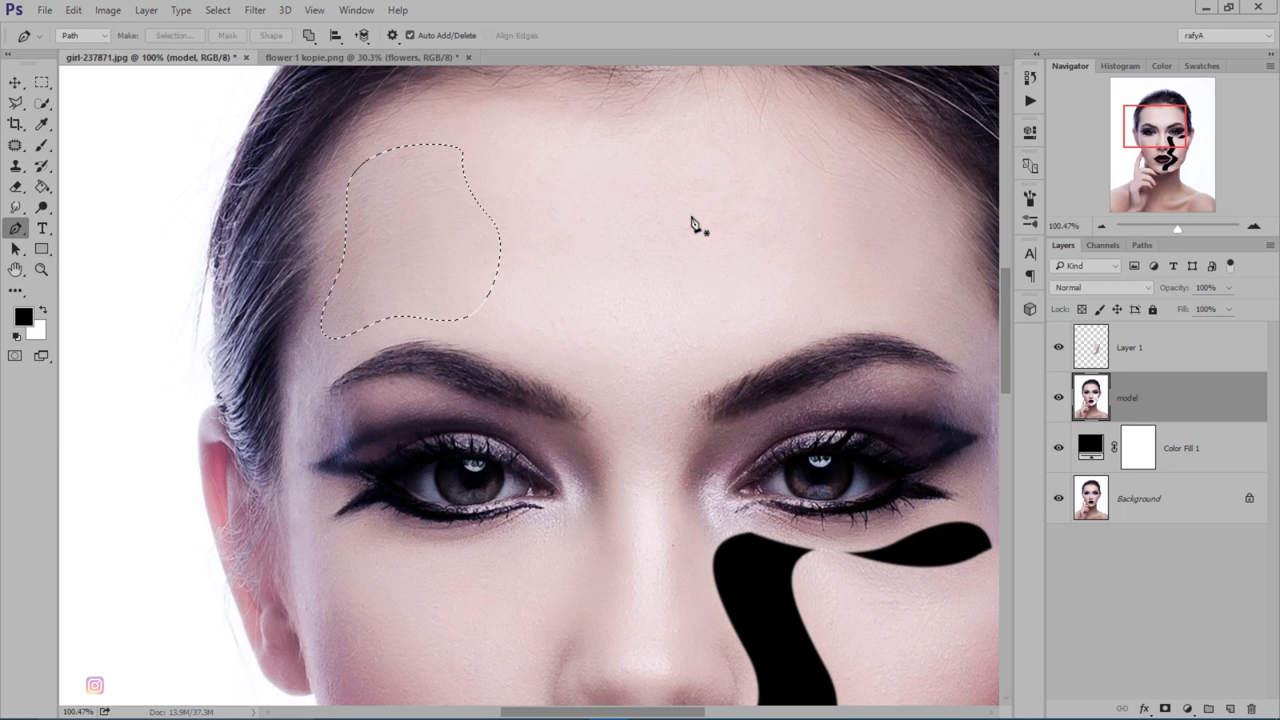 Ps File Edit Image Layer Type Select Filter 3D View Window Help
Path Make: Selection... Mask Shape Auto Add/Delete Align Edges rafyA
girl-237871.jpg @ 100% (model, RGB/8) * × flower 1 kopie.png @ 30.3% (flowers, RGB/8) * ×
Navigator Histogram Color Swatches
100.47%
Layers Channels Paths
Kind
Normal Opacity: 100%
Lock: Fill: 100%
Layer 1
model
Color Fill 1
Background
100.47% Doc: 13.9M/37.3M